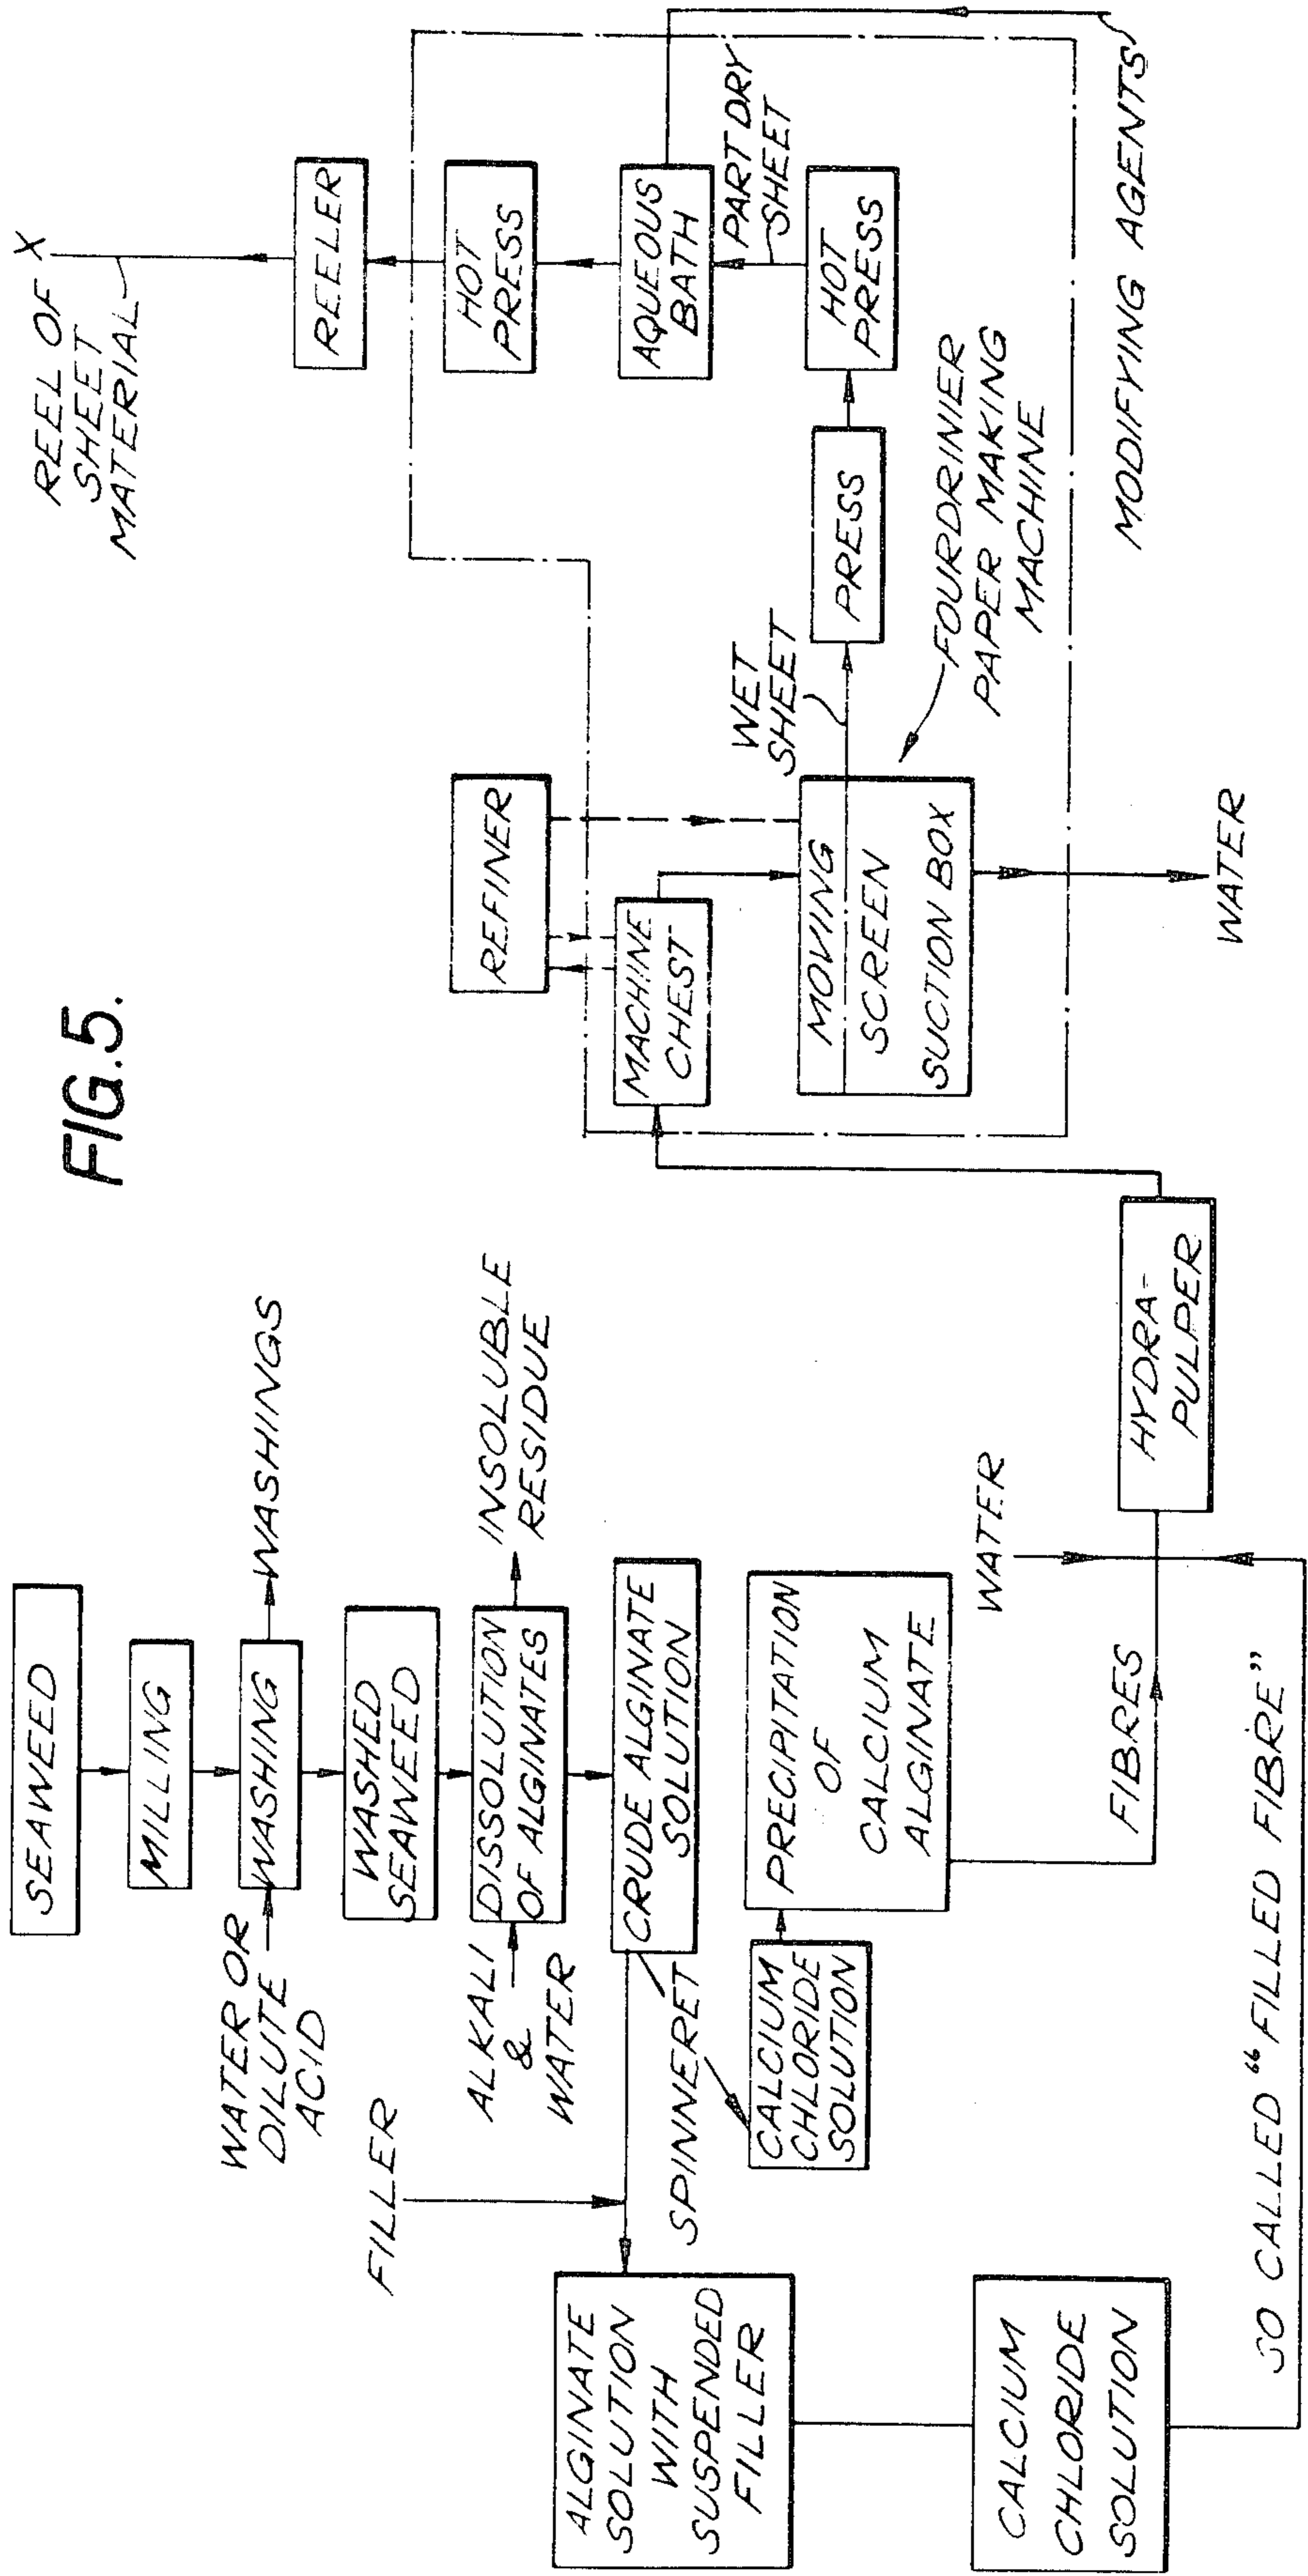 FIG.5.
SEAWEED
MILLING
WATER OR
DILUTE
ACID
WASHING
WASHINGS
WASHED
SEAWEED
ALKALI
&
WATER
DISSOLUTION
OF ALGINATES
INSOLUBLE
RESIDUE
CRUDE ALGINATE
SOLUTION
FILLER
SPINNERET
ALGINATE
SOLUTION
WITH
SUSPENDED
FILLER
CALCIUM
CHLORIDE
SOLUTION
CALCIUM
CHLORIDE
SOLUTION
PRECIPITATION
OF
CALCIUM
ALGINATE
FIBRES
WATER
SO CALLED "FILLED FIBRE"
HYDRA-
PULPER
MACHINE
CHEST
REFINER
MOVING
SCREEN
SUCTION BOX
WATER
WET
SHEET
FOURDRINIER
PAPER MAKING
MACHINE
PRESS
HOT
PRESS
PART DRY
SHEET
AQUEOUS
BATH
MODIFYING AGENTS
HOT
PRESS
REELER
REEL OF X
SHEET
MATERIAL